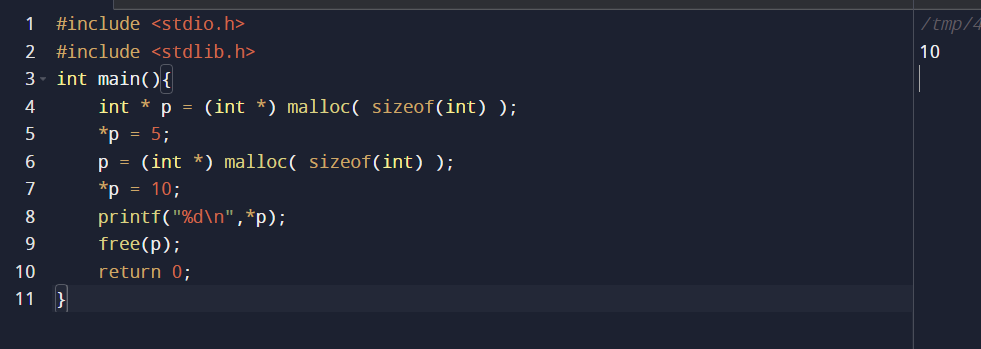 /tmp/4
1 #include <stdio.h>
10
2 #include <stdlib.h>
3 int main(){
4 int * p = (int *) malloc( sizeof(int) );
5 *p = 5;
6 p = (int *) malloc( sizeof(int) );
7 *p = 10;
8 printf("%d\n",*p);
9 free(p);
10 return 0;
11 }